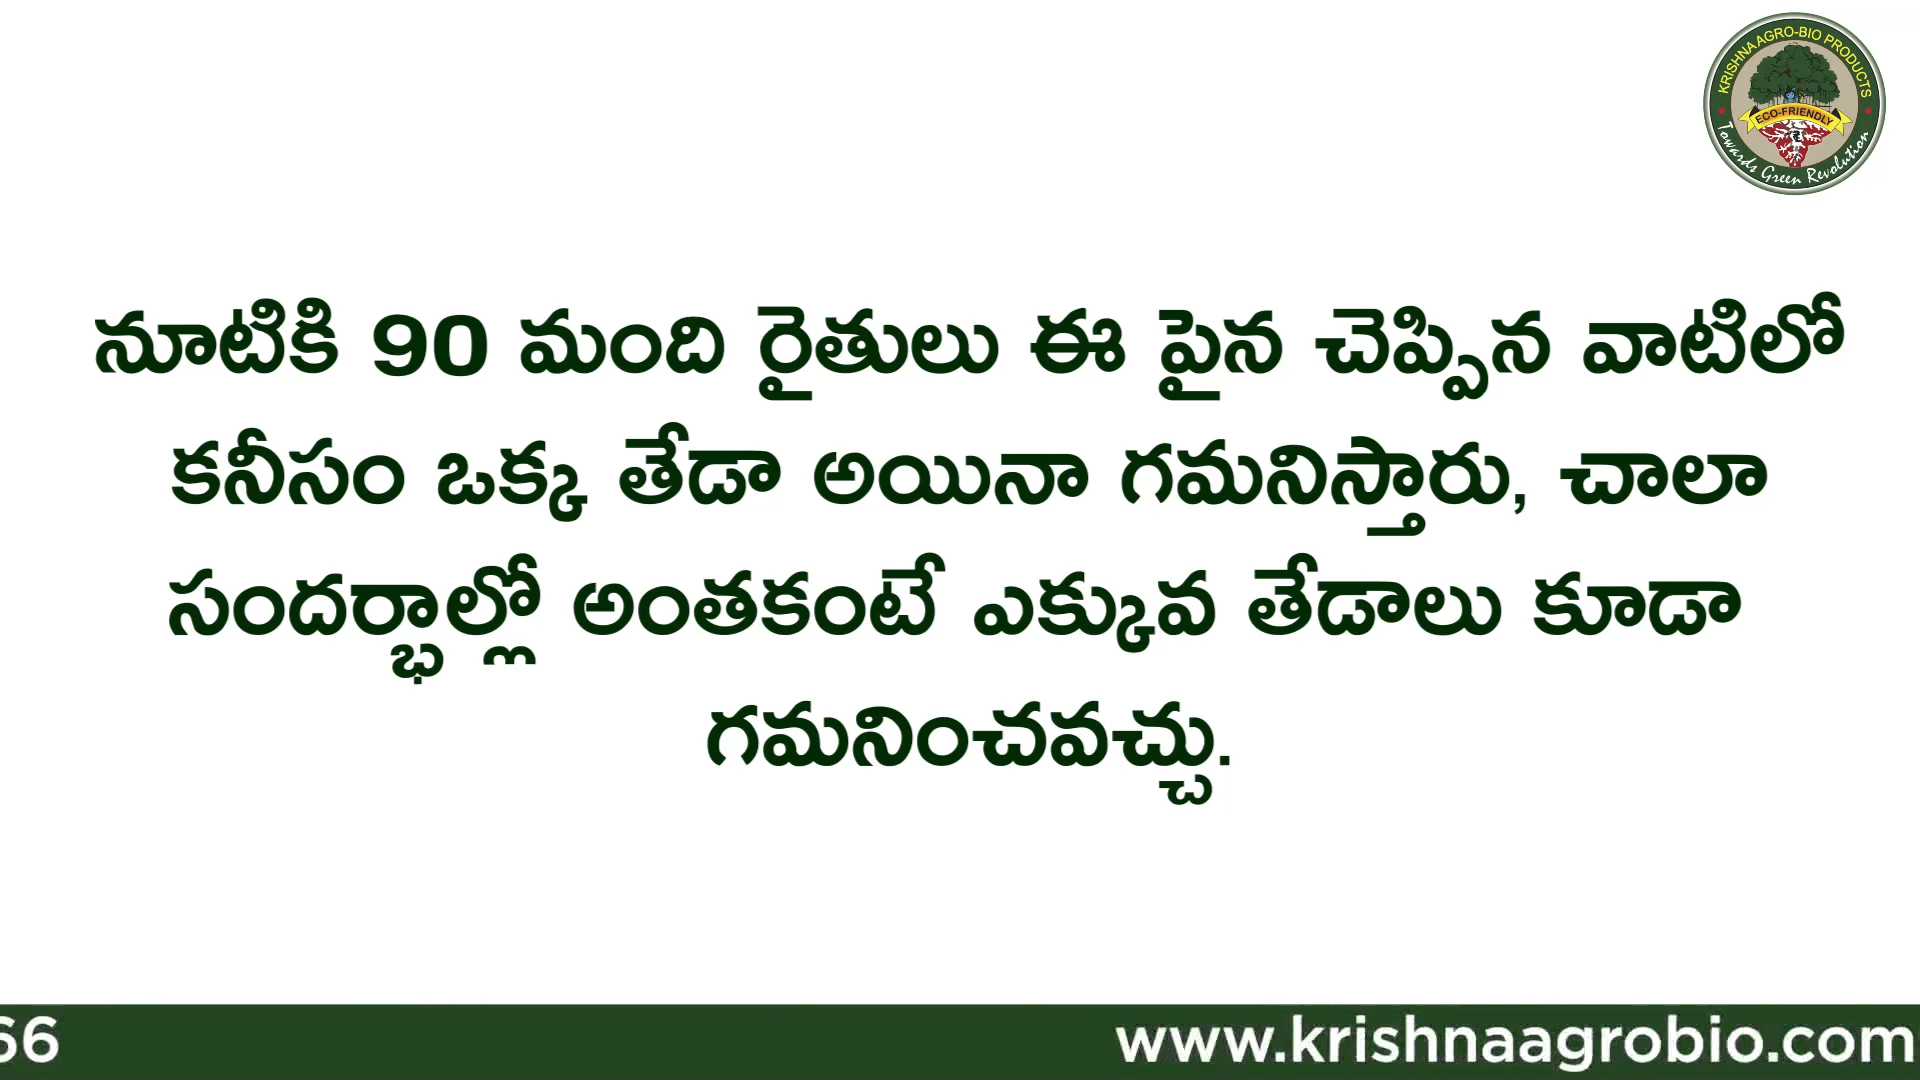 KRISHNA AGRO-BIO PRODUCTS
ECO-FRIENDLY
Towards Green Revolution
నూటికి 90 మంది రైతులు ఈ పైన చెప్పిన వాటిలో
కనీసం ఒక్క తేడా అయినా గమనిస్తారు, చాలా
సందర్భాల్లో అంతకంటే ఎక్కువ తేడాలు కూడా
గమనించవచ్చు.
66 www.krishnaagrobio.com